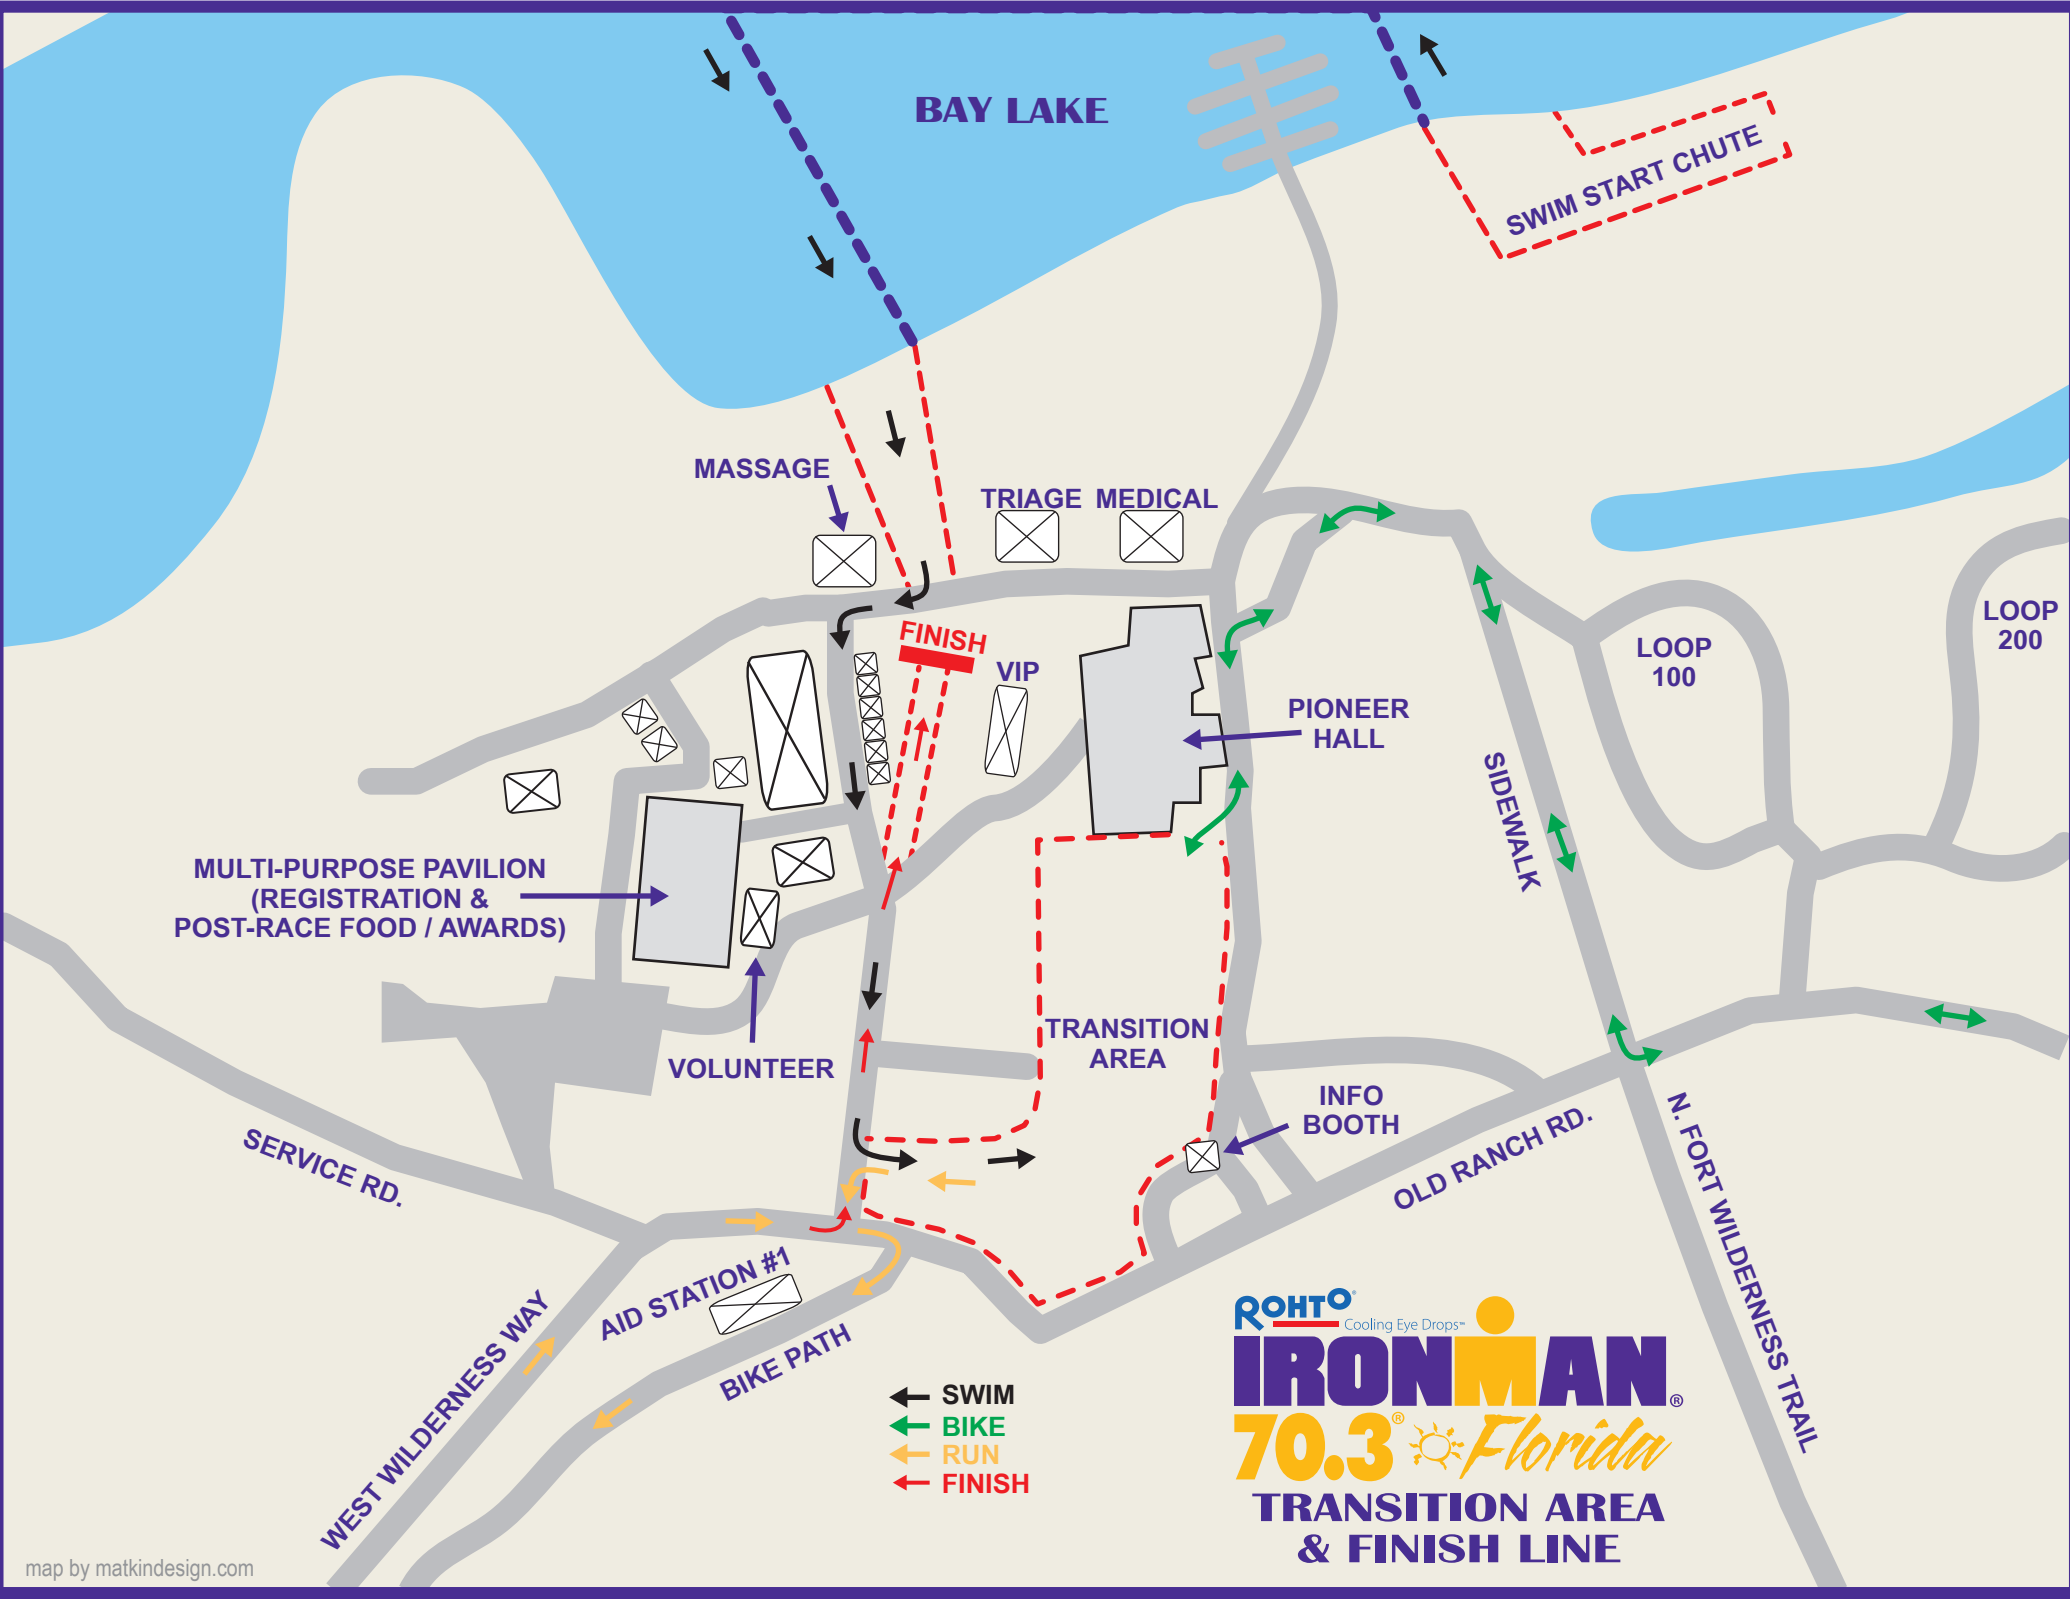 BAY LAKE
SWIM START CHUTE
MASSAGE
TRIAGE
MEDICAL
FINISH
VIP
PIONEER
HALL
LOOP
100
LOOP
200
SIDEWALK
MULTI-PURPOSE PAVILION
(REGISTRATION &
POST-RACE FOOD / AWARDS)
VOLUNTEER
TRANSITION
AREA
INFO
BOOTH
SERVICE RD.
OLD RANCH RD.
N. FORT WILDERNESS TRAIL
AID STATION #1
BIKE PATH
WEST WILDERNESS WAY
SWIM
BIKE
RUN
FINISH
ROHTO®
Cooling Eye Drops℠
IRONMAN®
70.3® Florida
TRANSITION AREA
& FINISH LINE
map by matkindesign.com